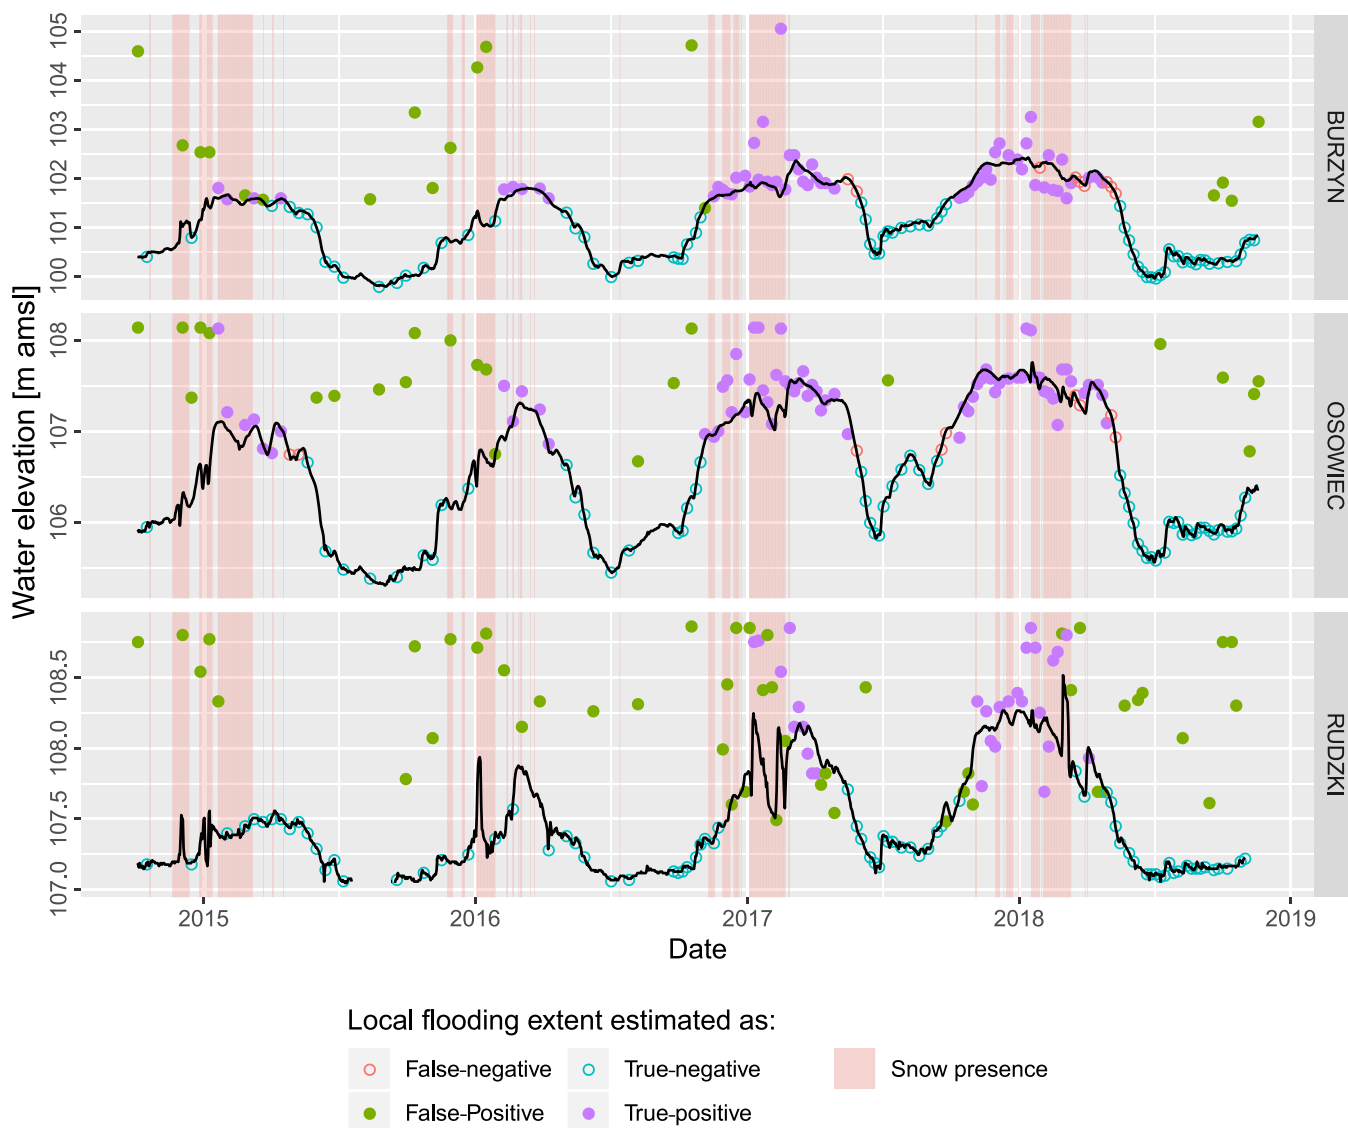 Water elevation [m amsl]
105
104
103
102
101
100
BURZYN
108
107
106
OSOWIEC
108.5
108.0
107.5
107.0
RUDZKI
2015 2016 2017 2018 2019
Date
Local flooding extent estimated as:
False-negative True-negative Snow presence
False-Positive True-positive